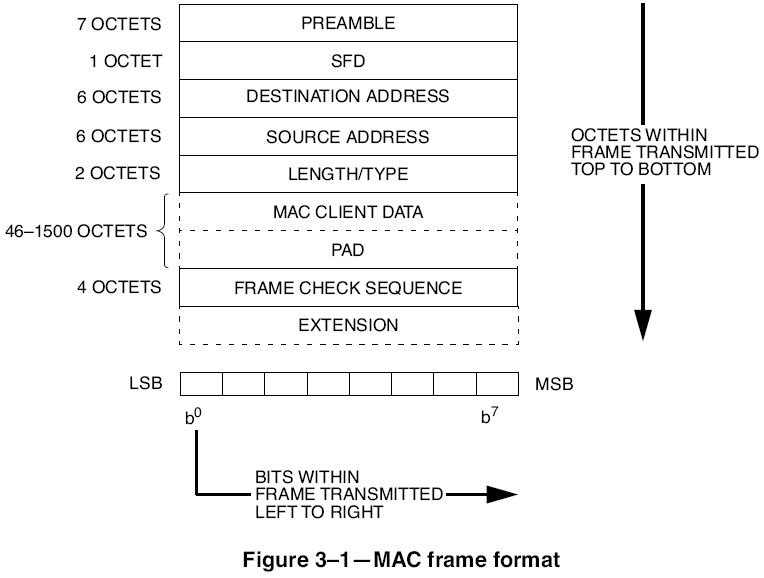 7 OCTETS PREAMBLE
1 OCTET SFD
6 OCTETS DESTINATION ADDRESS
6 OCTETS SOURCE ADDRESS
2 OCTETS LENGTH/TYPE
46–1500 OCTETS
MAC CLIENT DATA
PAD
4 OCTETS FRAME CHECK SEQUENCE
EXTENSION
OCTETS WITHIN
FRAME TRANSMITTED
TOP TO BOTTOM
LSB MSB
b⁰ b⁷
BITS WITHIN
FRAME TRANSMITTED
LEFT TO RIGHT
Figure 3–1—MAC frame format